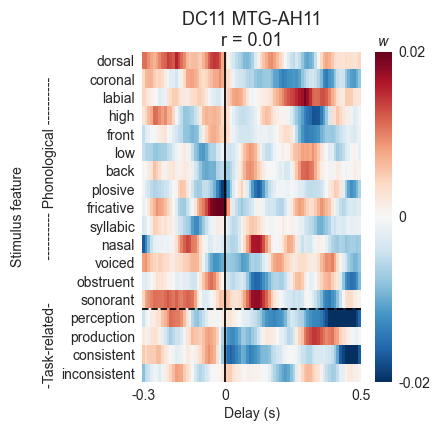 DC11 MTG-AH11
r = 0.01
w
dorsal
coronal
labial
high
front
low
back
plosive
fricative
syllabic
nasal
voiced
obstruent
sonorant
perception
production
consistent
inconsistent
Stimulus feature
-Task-related- ------- Phonological ----------
-0.3 0 0.5
Delay (s)
0.02
0
-0.02